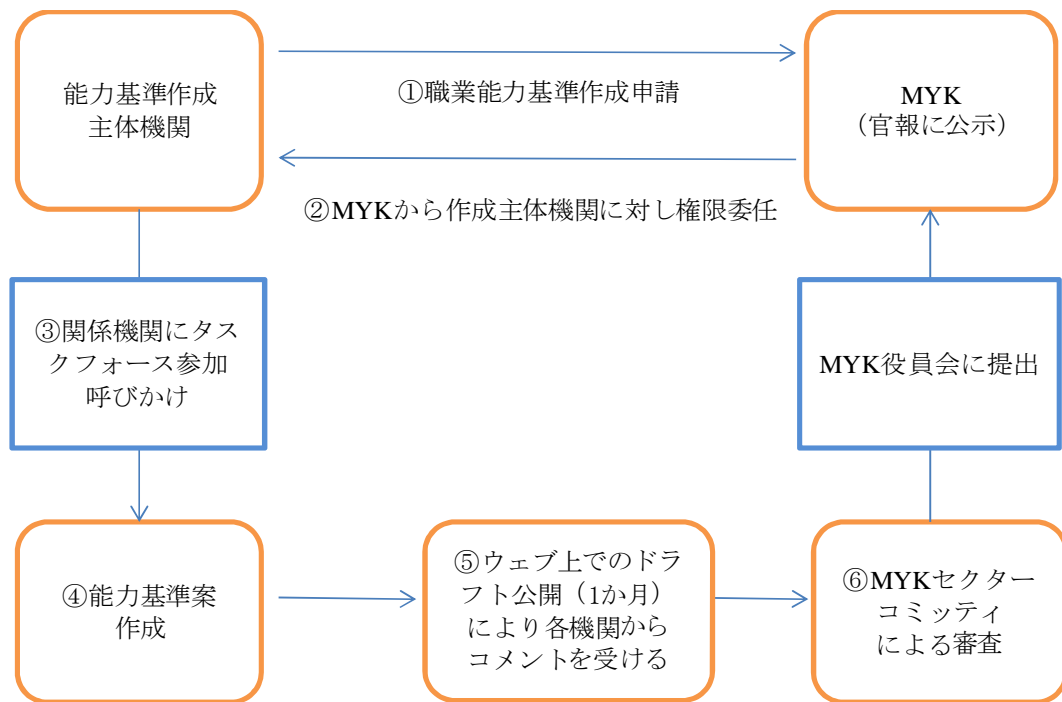 能力基準作成
主体機関
①職業能力基準作成申請
MYK
（官報に公示）
②MYKから作成主体機関に対し権限委任
③関係機関にタス
クフォース参加
呼びかけ
MYK役員会に提出
④能力基準案
作成
⑤ウェブ上でのドラ
フト公開（1か月）
により各機関から
コメントを受ける
⑥MYKセクター
コミッティ
による審査